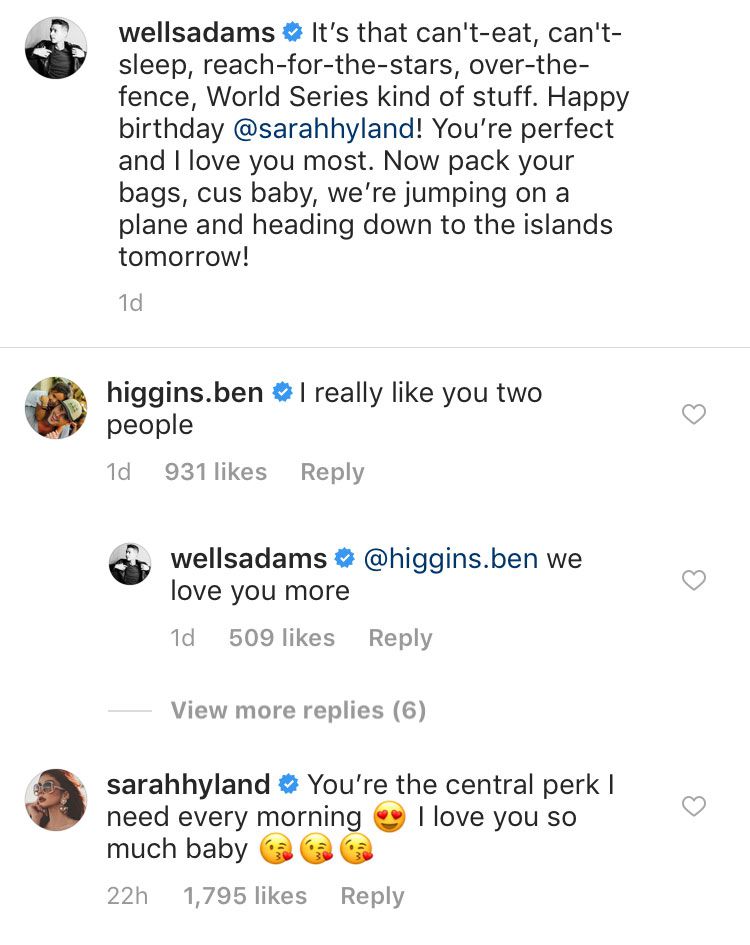 wellsadams It’s that can't-eat, can't-
sleep, reach-for-the-stars, over-the-
fence, World Series kind of stuff. Happy
birthday @sarahhyland! You’re perfect
and I love you most. Now pack your
bags, cus baby, we’re jumping on a
plane and heading down to the islands
tomorrow!
1d
higgins.ben I really like you two
people
1d 931 likes Reply
wellsadams @higgins.ben we
love you more
1d 509 likes Reply
View more replies (6)
sarahhyland You’re the central perk I
need every morning 😍 I love you so
much baby 😘😘😘
22h 1,795 likes Reply